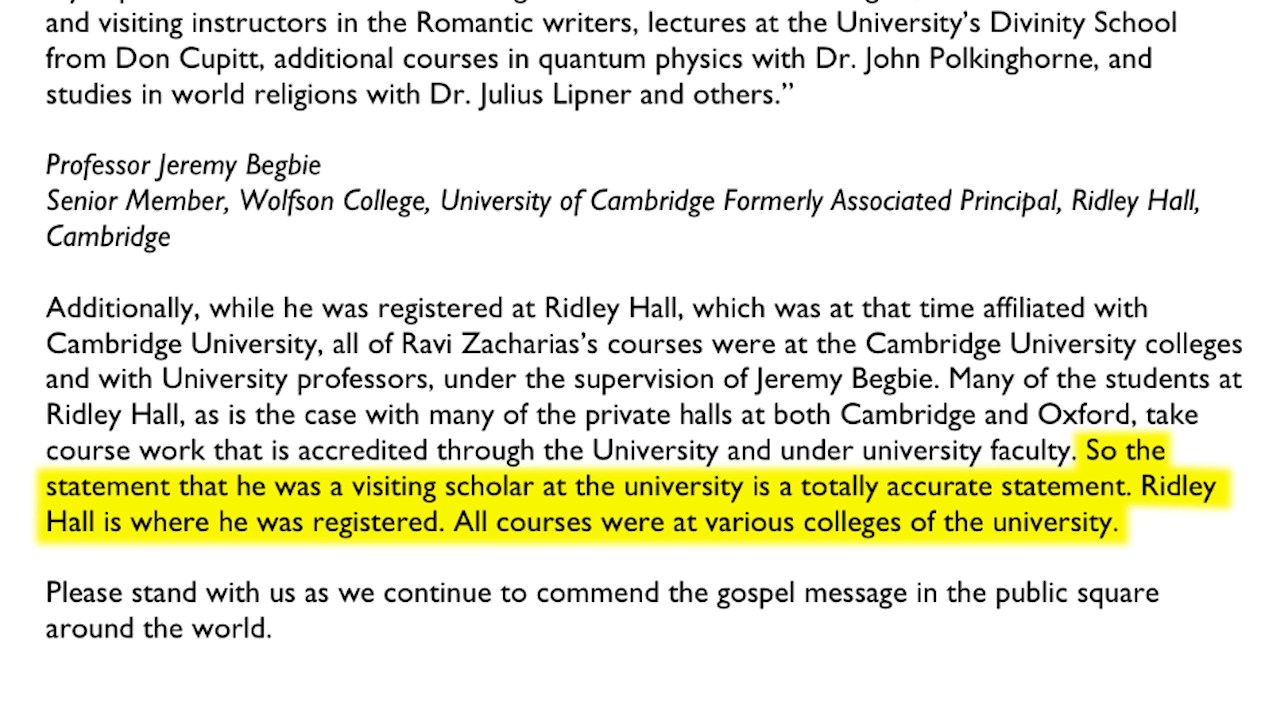 and visiting instructors in the Romantic writers, lectures at the University's Divinity School
from Don Cupitt, additional courses in quantum physics with Dr. John Polkinghorne, and
studies in world religions with Dr. Julius Lipner and others.”
Professor Jeremy Begbie
Senior Member, Wolfson College, University of Cambridge Formerly Associated Principal, Ridley Hall,
Cambridge
Additionally, while he was registered at Ridley Hall, which was at that time affiliated with
Cambridge University, all of Ravi Zacharias's courses were at the Cambridge University colleges
and with University professors, under the supervision of Jeremy Begbie. Many of the students at
Ridley Hall, as is the case with many of the private halls at both Cambridge and Oxford, take
course work that is accredited through the University and under university faculty. So the
statement that he was a visiting scholar at the university is a totally accurate statement. Ridley
Hall is where he was registered. All courses were at various colleges of the university.
Please stand with us as we continue to commend the gospel message in the public square
around the world.